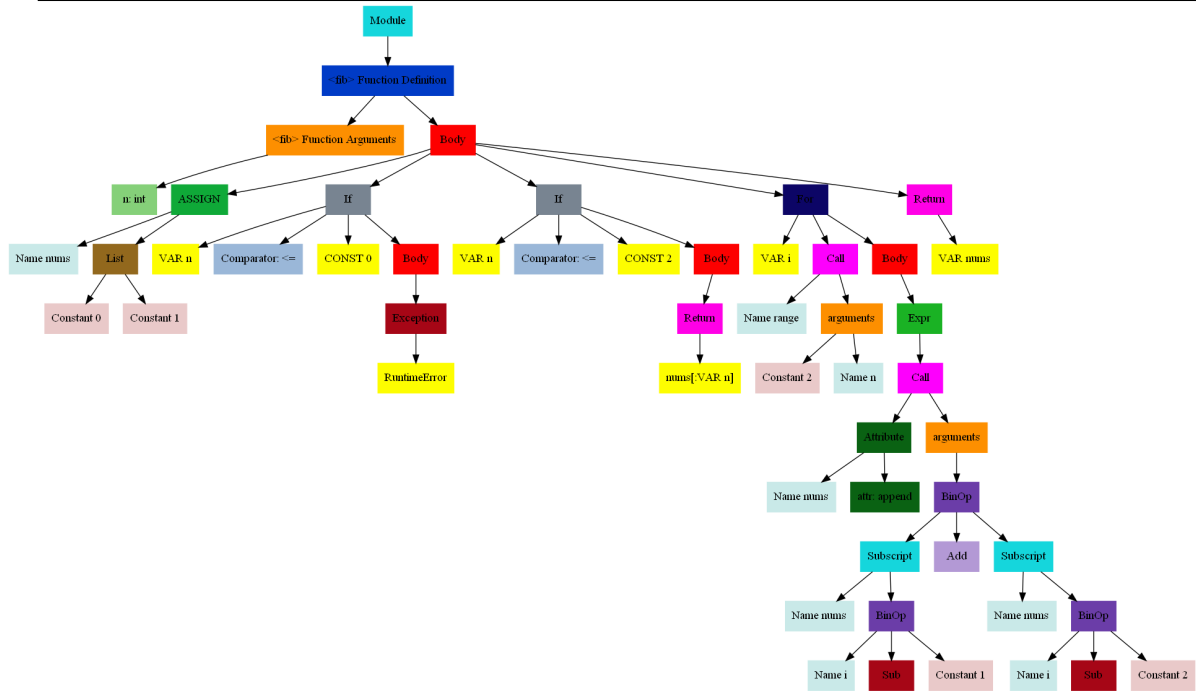 Module
<fib> Function Definition
<fib> Function Arguments
Body
n: int
ASSIGN
If
If
For
Return
Name nums
List
VAR n
Comparator: <=
CONST 0
Body
VAR n
Comparator: <=
CONST 2
Body
VAR i
Call
Body
VAR nums
Constant 0
Constant 1
Exception
Return
Name range
arguments
Expr
RuntimeError
nums[:VAR n]
Constant 2
Name n
Call
Attribute
arguments
Name nums
attr: append
BinOp
Subscript
Add
Subscript
Name nums
BinOp
Name nums
BinOp
Name i
Sub
Constant 1
Name i
Sub
Constant 2